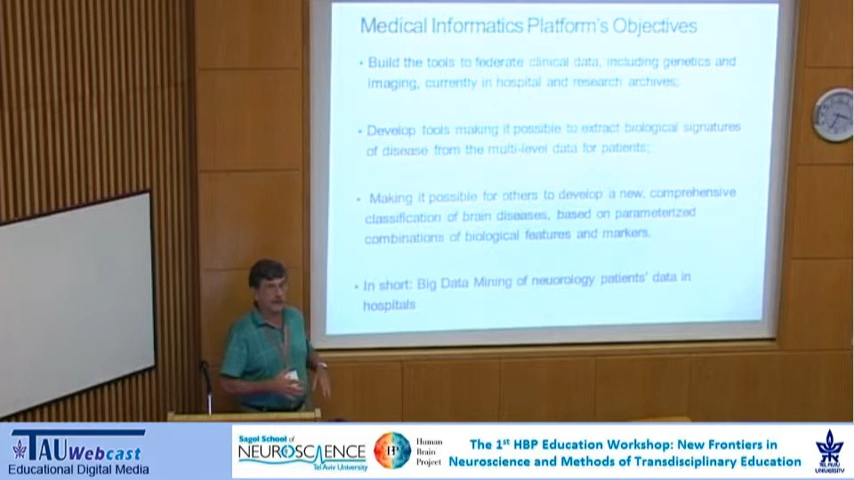 Medical Informatics Platform's Objectives
• Build the tools to federate clinical data, including genetics and
imaging, currently in hospital and research archives;
• Develop tools making it possible to extract biological signatures
of disease from the multi-level data for patients;
• Making it possible for others to develop a new, comprehensive
classification of brain diseases, based on parameterized
combinations of biological features and markers.
• In short: Big Data Mining of neuorology patients' data in
hospitals
TAU Webcast
Educational Digital Media
Sagol School of
NEUROSCIENCE
Tel Aviv University
HBP
Human
Brain
Project
The 1st HBP Education Workshop: New Frontiers in
Neuroscience and Methods of Transdisciplinary Education
TEL AVIV
UNIVERSITY